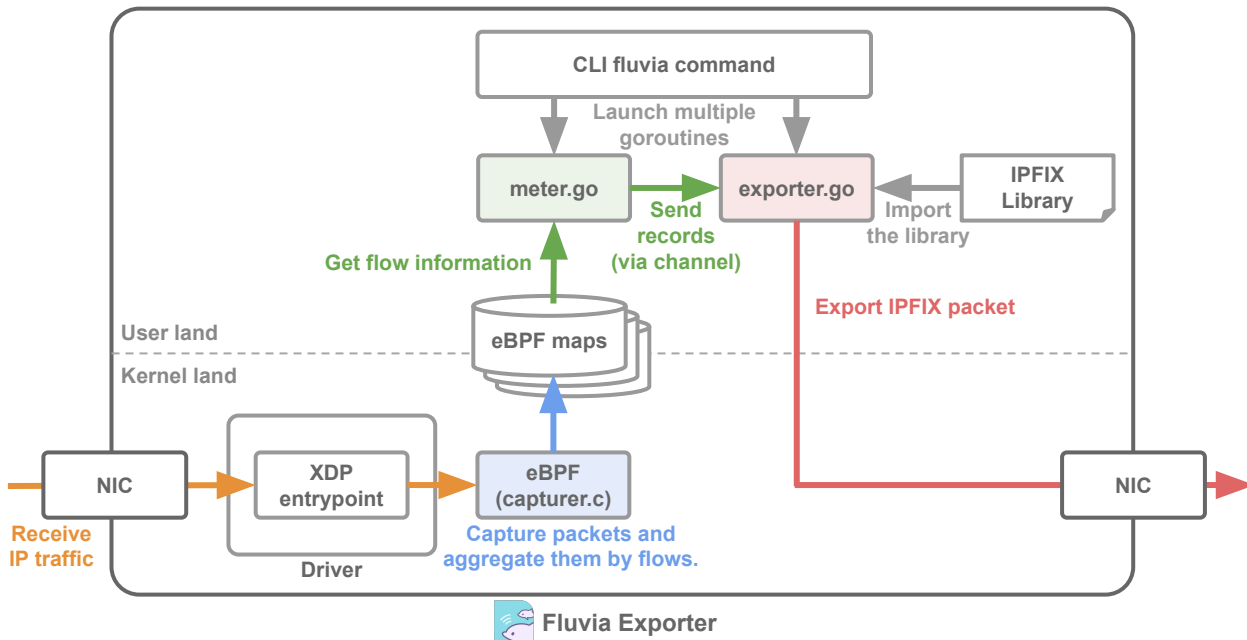 CLI fluvia command
Launch multiple
goroutines
meter.go
exporter.go
IPFIX
Library
Send
records
(via channel)
Import
the library
Get flow information
Export IPFIX packet
eBPF maps
User land
Kernel land
NIC
XDP
entrypoint
eBPF
(capturer.c)
NIC
Receive
IP traffic
Capture packets and
aggregate them by flows.
Driver
Fluvia Exporter